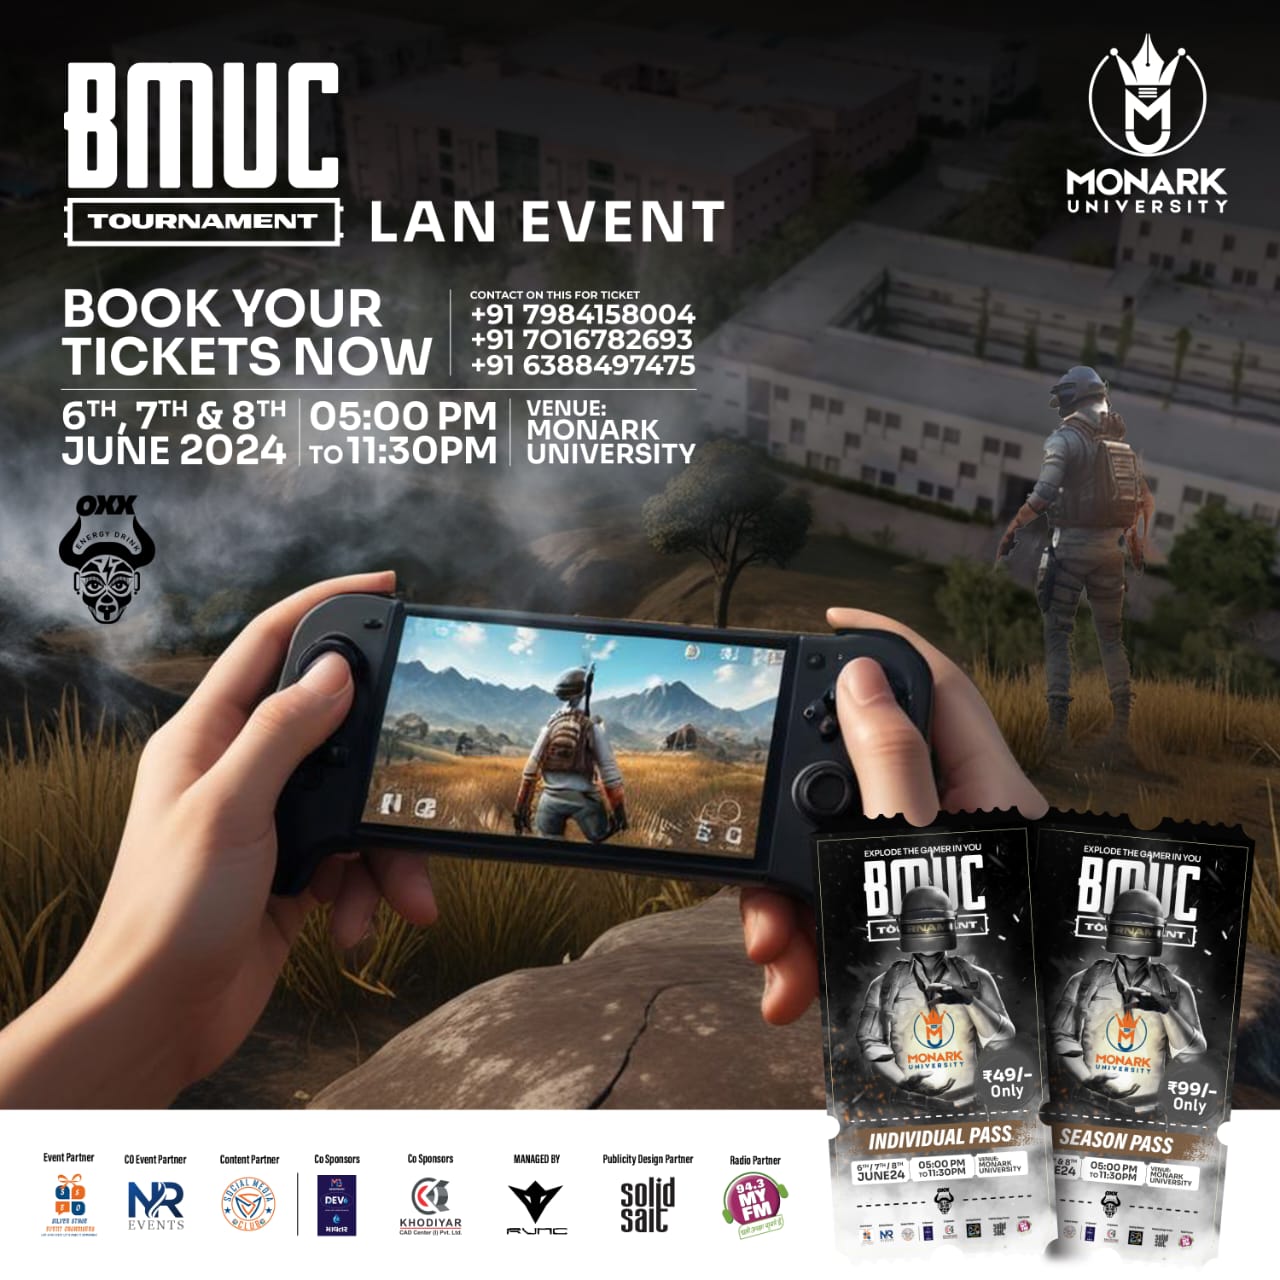 BMUC
TOURNAMENT
LAN EVENT
MONARK
UNIVERSITY
BOOK YOUR
TICKETS NOW
CONTACT ON THIS FOR TICKET
+91 7984158004
+91 7016782693
+91 6388497475
6TH, 7TH & 8TH
JUNE 2024
05:00 PM
TO 11:30PM
VENUE:
MONARK
UNIVERSITY
OXX
ENERGY DRINK
EXPLODE THE GAMER IN YOU
BMUC
MONARK
UNIVERSITY
₹49/-
Only
INDIVIDUAL PASS
6TH / 7TH / 8TH
JUNE24
05:00 PM
TO 11:30PM
VENUE:
MONARK
UNIVERSITY
EXPLODE THE GAMER IN YOU
BMUC
MONARK
UNIVERSITY
₹99/-
Only
SEASON PASS
& 8TH
E24
05:00 PM
TO 11:30PM
VENUE:
MONARK
UNIVERSITY
Event Partner
CO Event Partner
NR
EVENTS
Content Partner
SOCIAL MEDIA
CLUB
Co Sponsors
DEV
Co Sponsors
KHODIYAR
CAD Center (I) Pvt. Ltd.
MANAGED BY
Publicity Design Partner
solid
salt
Radio Partner
94.3
MY
FM